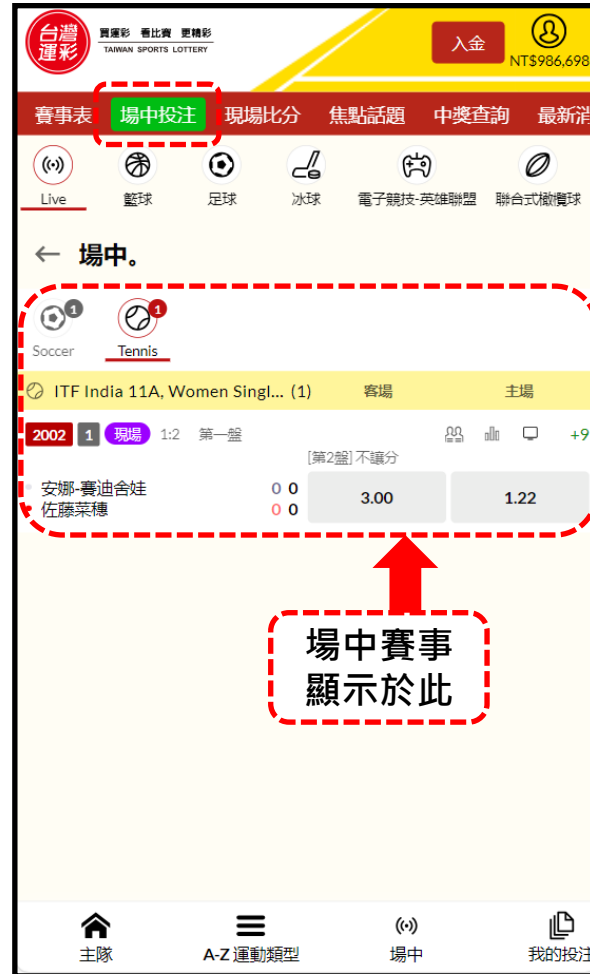 台灣
運彩
買運彩 看比賽 更精彩
TAIWAN SPORTS LOTTERY
入金
NT$986,698
賽事表 場中投注 現場比分 焦點話題 中獎查詢 最新消
Live 籃球 足球 冰球 電子競技-英雄聯盟 聯合式橄欖球
← 場中。
1 1
Soccer Tennis
ITF India 11A, Women Singl... (1) 客場 主場
2002 1 現場 1:2 第一盤 +9
[第2盤] 不讓分
安娜-賽迪舍娃 0 0 3.00 1.22
佐藤菜穗 0 0
場中賽事
顯示於此
主隊 A-Z 運動類型 場中 我的投注